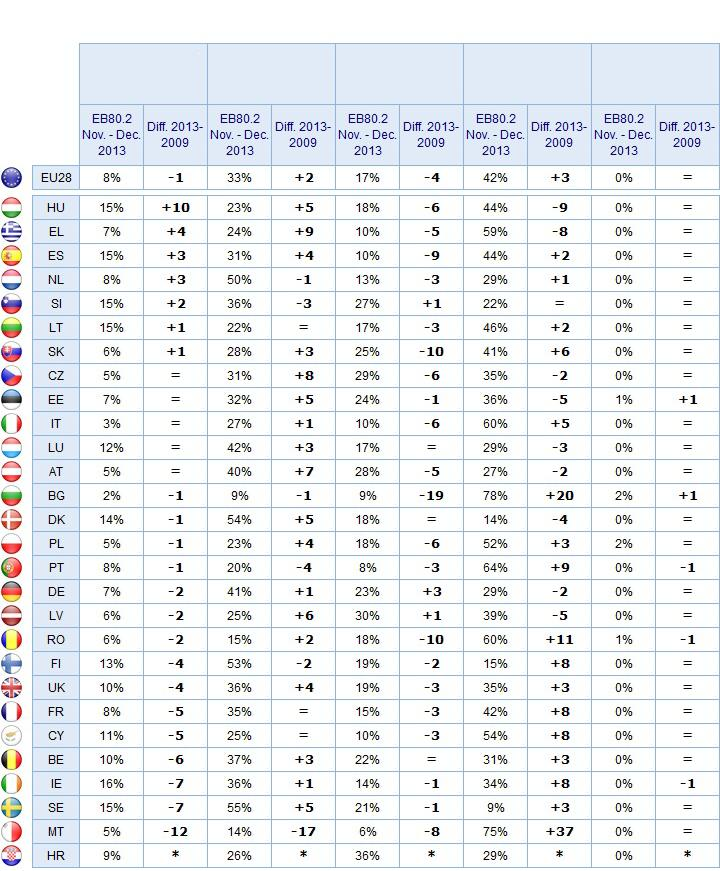 EB80.2 Nov. - Dec. 2013 Diff. 2013-2009 EB80.2 Nov. - Dec. 2013 Diff. 2013-2009 EB80.2 Nov. - Dec. 2013 Diff. 2013-2009 EB80.2 Nov. - Dec. 2013 Diff. 2013-2009 EB80.2 Nov. - Dec. 2013 Diff. 2013-2009
EU28 8% -1 33% +2 17% -4 42% +3 0% =
HU 15% +10 23% +5 18% -6 44% -9 0% =
EL 7% +4 24% +9 10% -5 59% -8 0% =
ES 15% +3 31% +4 10% -9 44% +2 0% =
NL 8% +3 50% -1 13% -3 29% +1 0% =
SI 15% +2 36% -3 27% +1 22% = 0% =
LT 15% +1 22% = 17% -3 46% +2 0% =
SK 6% +1 28% +3 25% -10 41% +6 0% =
CZ 5% = 31% +8 29% -6 35% -2 0% =
EE 7% = 32% +5 24% -1 36% -5 1% +1
IT 3% = 27% +1 10% -6 60% +5 0% =
LU 12% = 42% +3 17% = 29% -3 0% =
AT 5% = 40% +7 28% -5 27% -2 0% =
BG 2% -1 9% -1 9% -19 78% +20 2% +1
DK 14% -1 54% +5 18% = 14% -4 0% =
PL 5% -1 23% +4 18% -6 52% +3 2% =
PT 8% -1 20% -4 8% -3 64% +9 0% -1
DE 7% -2 41% +1 23% +3 29% -2 0% =
LV 6% -2 25% +6 30% +1 39% -5 0% =
RO 6% -2 15% +2 18% -10 60% +11 1% -1
FI 13% -4 53% -2 19% -2 15% +8 0% =
UK 10% -4 36% +4 19% -3 35% +3 0% =
FR 8% -5 35% = 15% -3 42% +8 0% =
CY 11% -5 25% = 10% -3 54% +8 0% =
BE 10% -6 37% +3 22% = 31% +3 0% =
IE 16% -7 36% +1 14% -1 34% +8 0% -1
SE 15% -7 55% +5 21% -1 9% +3 0% =
MT 5% -12 14% -17 6% -8 75% +37 0% =
HR 9% * 26% * 36% * 29% * 0% *